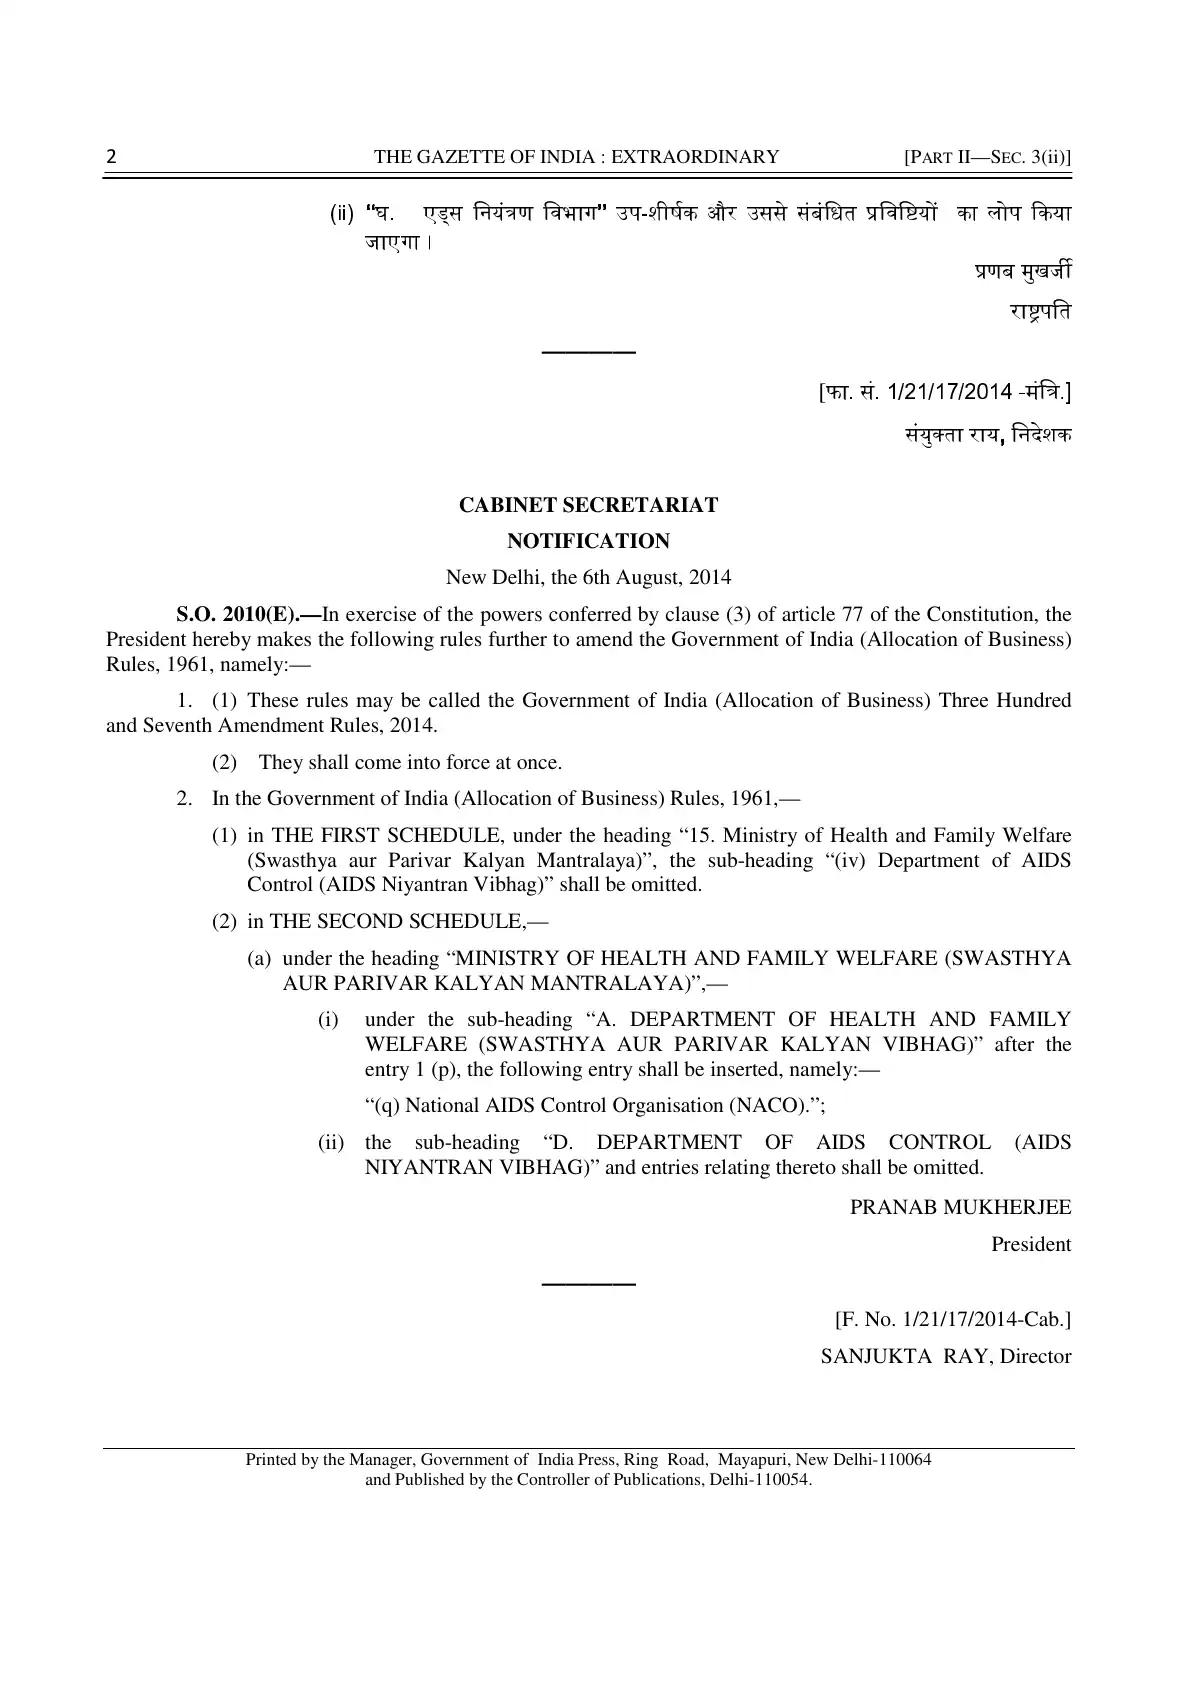 2 THE GAZETTE OF INDIA : EXTRAORDINARY [PART II—SEC. 3(ii)]
(ii) “घ. एड्स नियंत्रण विभाग” उप-शीर्षक और उससे संबंधित प्रविष्टियों का लोप किया
जाएगा ।
प्रणब मुखर्जी
राष्ट्रपति
[फा. सं. 1/21/17/2014 -मंत्रि.]
संयुक्ता राय, निदेशक
CABINET SECRETARIAT
NOTIFICATION
New Delhi, the 6th August, 2014
S.O. 2010(E).—In exercise of the powers conferred by clause (3) of article 77 of the Constitution, the
President hereby makes the following rules further to amend the Government of India (Allocation of Business)
Rules, 1961, namely:—
1. (1) These rules may be called the Government of India (Allocation of Business) Three Hundred
and Seventh Amendment Rules, 2014.
(2) They shall come into force at once.
2. In the Government of India (Allocation of Business) Rules, 1961,—
(1) in THE FIRST SCHEDULE, under the heading “15. Ministry of Health and Family Welfare
(Swasthya aur Parivar Kalyan Mantralaya)”, the sub-heading “(iv) Department of AIDS
Control (AIDS Niyantran Vibhag)” shall be omitted.
(2) in THE SECOND SCHEDULE,—
(a) under the heading “MINISTRY OF HEALTH AND FAMILY WELFARE (SWASTHYA
AUR PARIVAR KALYAN MANTRALAYA)”,—
(i) under the sub-heading “A. DEPARTMENT OF HEALTH AND FAMILY
WELFARE (SWASTHYA AUR PARIVAR KALYAN VIBHAG)” after the
entry 1 (p), the following entry shall be inserted, namely:—
“(q) National AIDS Control Organisation (NACO).”;
(ii) the sub-heading “D. DEPARTMENT OF AIDS CONTROL (AIDS
NIYANTRAN VIBHAG)” and entries relating thereto shall be omitted.
PRANAB MUKHERJEE
President
[F. No. 1/21/17/2014-Cab.]
SANJUKTA RAY, Director
Printed by the Manager, Government of India Press, Ring Road, Mayapuri, New Delhi-110064
and Published by the Controller of Publications, Delhi-110054.